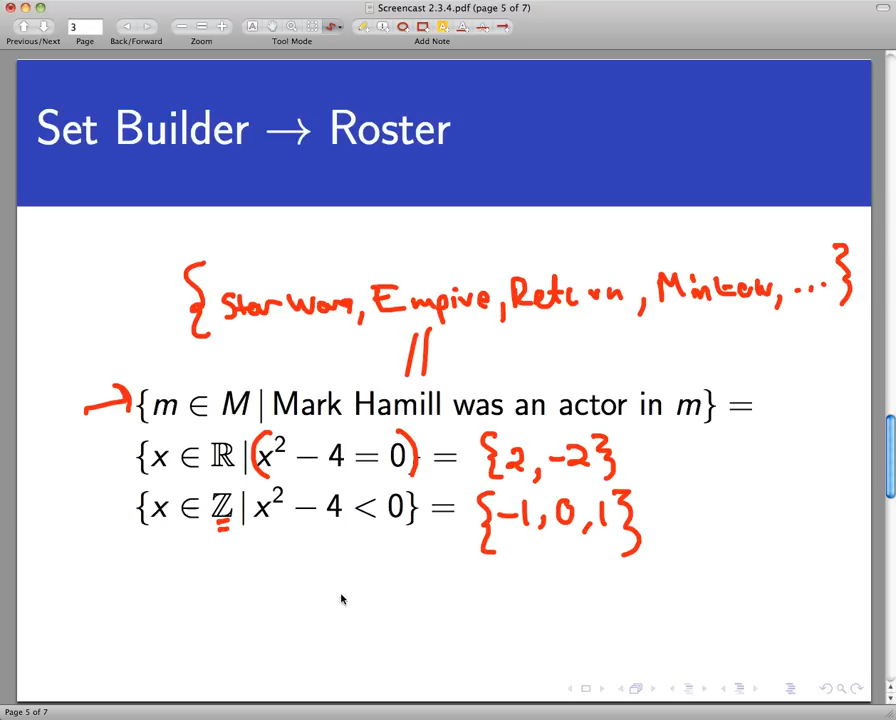 Screencast 2.3.4.pdf (page 5 of 7)
3
Previous/Next Page Back/Forward Zoom Tool Mode Add Note
Set Builder → Roster
{Star Wars, Empire, Return, Mintaw, ...}
||
{m ∈ M | Mark Hamill was an actor in m} =
{x ∈ ℝ | (x² − 4 = 0)} = {2, -2}
{x ∈ ℤ | x² − 4 < 0} = {-1, 0, 1}
Page 5 of 7